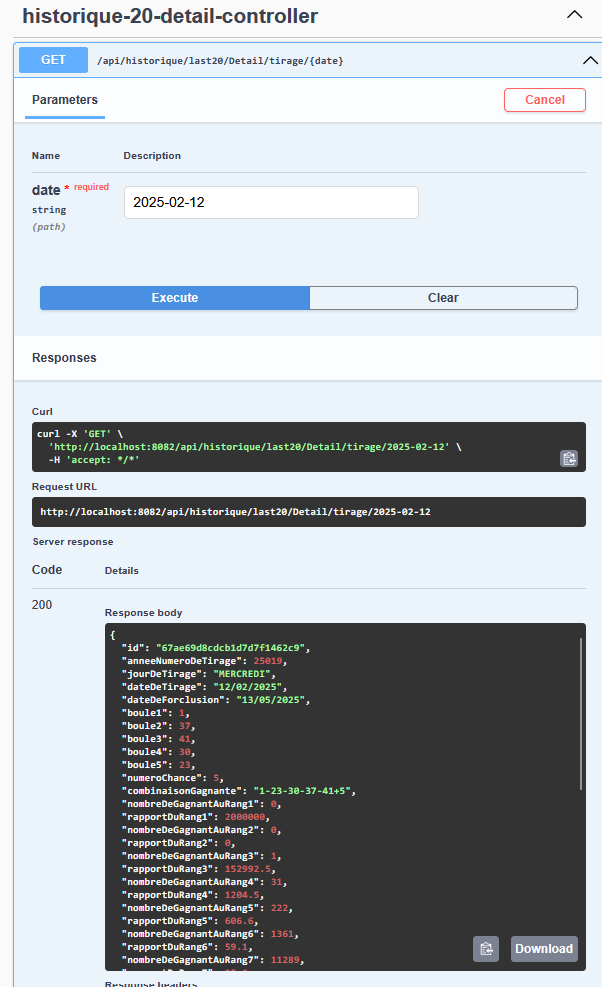 historique-20-detail-controller
GET /api/historique/last20/Detail/tirage/{date}
Parameters
Cancel
Name Description
date * required
string
(path)
2025-02-12
Execute Clear
Responses
Curl
curl -X 'GET' \
'http://localhost:8082/api/historique/last20/Detail/tirage/2025-02-12' \
-H 'accept: */*'
Request URL
http://localhost:8082/api/historique/last20/Detail/tirage/2025-02-12
Server response
Code Details
200
Response body
{
"id": "67ae69d8cdcb1d7d7f1462c9",
"anneeNumeroDeTirage": 25019,
"jourDeTirage": "MERCREDI",
"dateDeTirage": "12/02/2025",
"dateDeForclusion": "13/05/2025",
"boule1": 1,
"boule2": 37,
"boule3": 41,
"boule4": 30,
"boule5": 23,
"numeroChance": 5,
"combinaisonGagnante": "1-23-30-37-41+5",
"nombreDeGagnantAuRang1": 0,
"rapportDuRang1": 2000000,
"nombreDeGagnantAuRang2": 0,
"rapportDuRang2": 0,
"nombreDeGagnantAuRang3": 1,
"rapportDuRang3": 152992.5,
"nombreDeGagnantAuRang4": 31,
"rapportDuRang4": 1204.5,
"nombreDeGagnantAuRang5": 222,
"rapportDuRang5": 606.6,
"nombreDeGagnantAuRang6": 1361,
"rapportDuRang6": 59.1,
"nombreDeGagnantAuRang7": 11289,
Download
Response headers